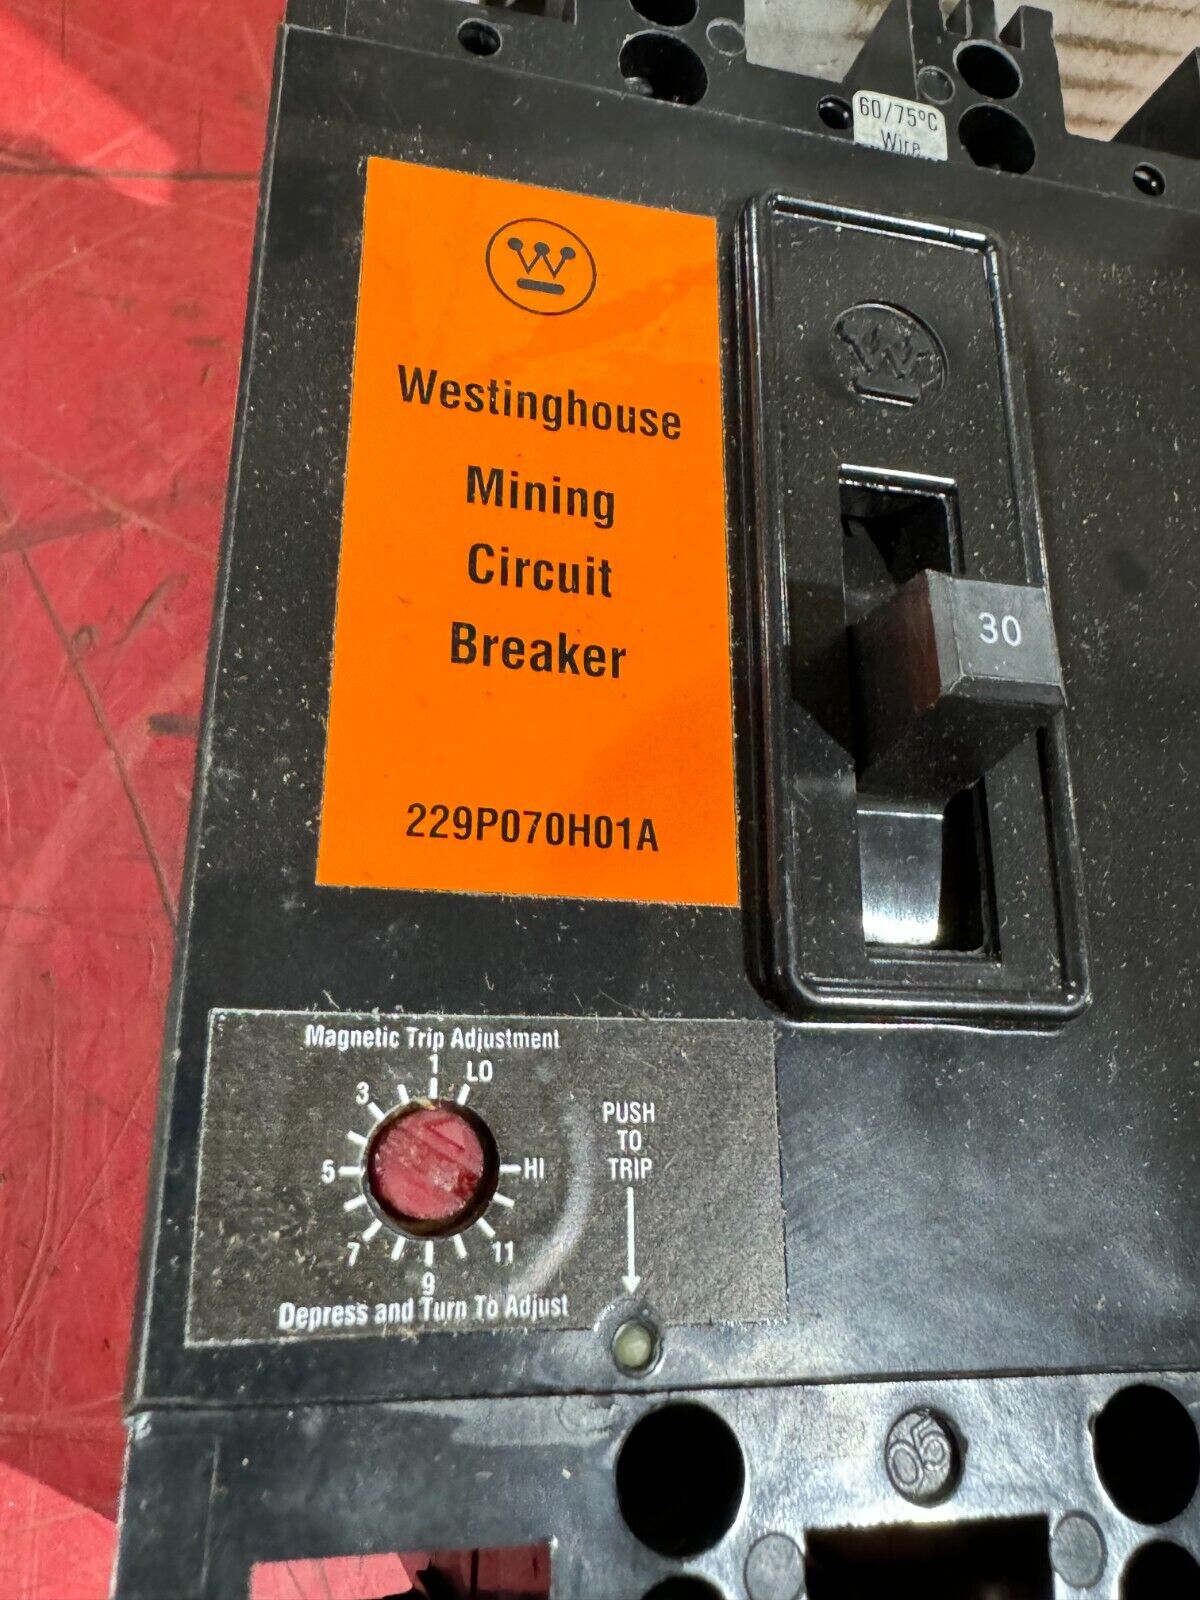 60/75ºC
Wire
Westinghouse
Mining
Circuit
Breaker
229P070H01A
30
Magnetic Trip Adjustment
1
LO
3
5
HI
7
9
11
Depress and Turn To Adjust
PUSH
TO
TRIP
05